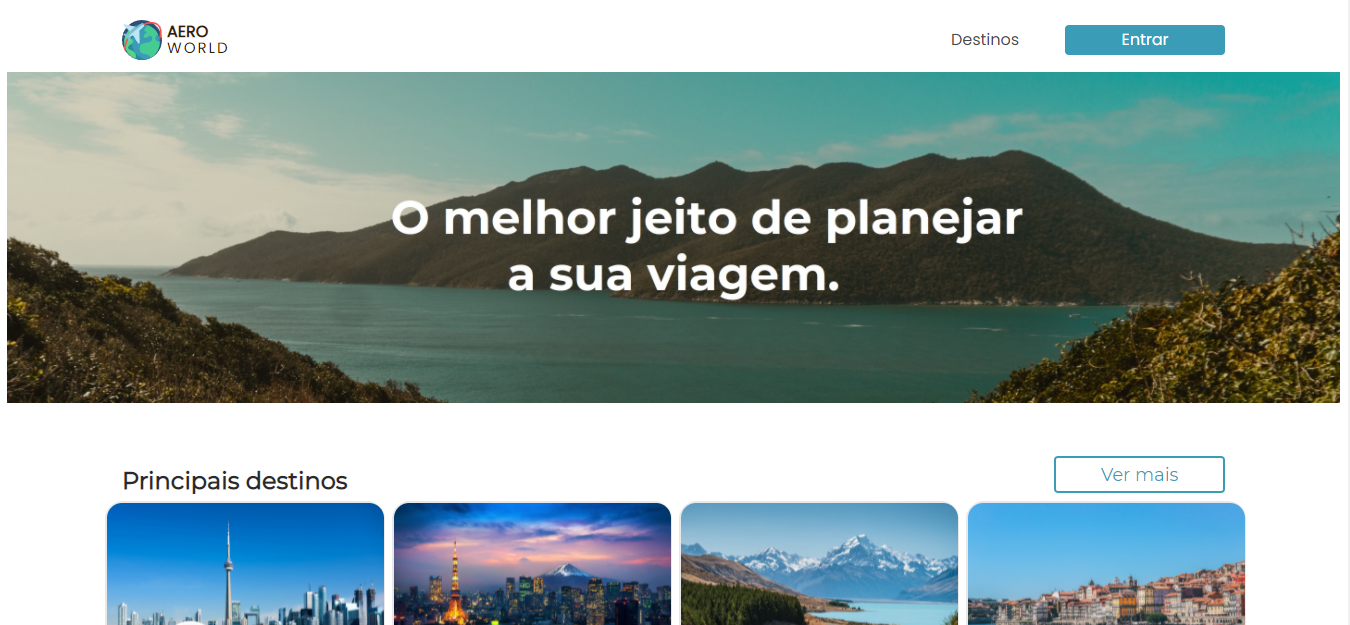 AERO
WORLD
Destinos
Entrar
O melhor jeito de planejar
a sua viagem.
Principais destinos
Ver mais